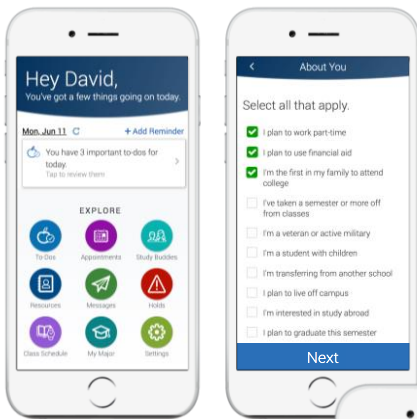 Hey David,
You've got a few things going on today.
Mon, Jun 11
+ Add Reminder
You have 3 important to-dos for
today.
Tap to review them
EXPLORE
To Dos
Appointments
Study Buddies
Resources
Messages
Holds
Class Schedule
My Major
Settings
About You
Select all that apply.
I plan to work part-time
I plan to use financial aid
I'm the first in my family to attend
college
I've taken a semester or more off
from classes
I'm a veteran or active military
I'm a student with children
I'm transferring from another school
I plan to live off campus
I'm interested in study abroad
I plan to graduate this semester
Next